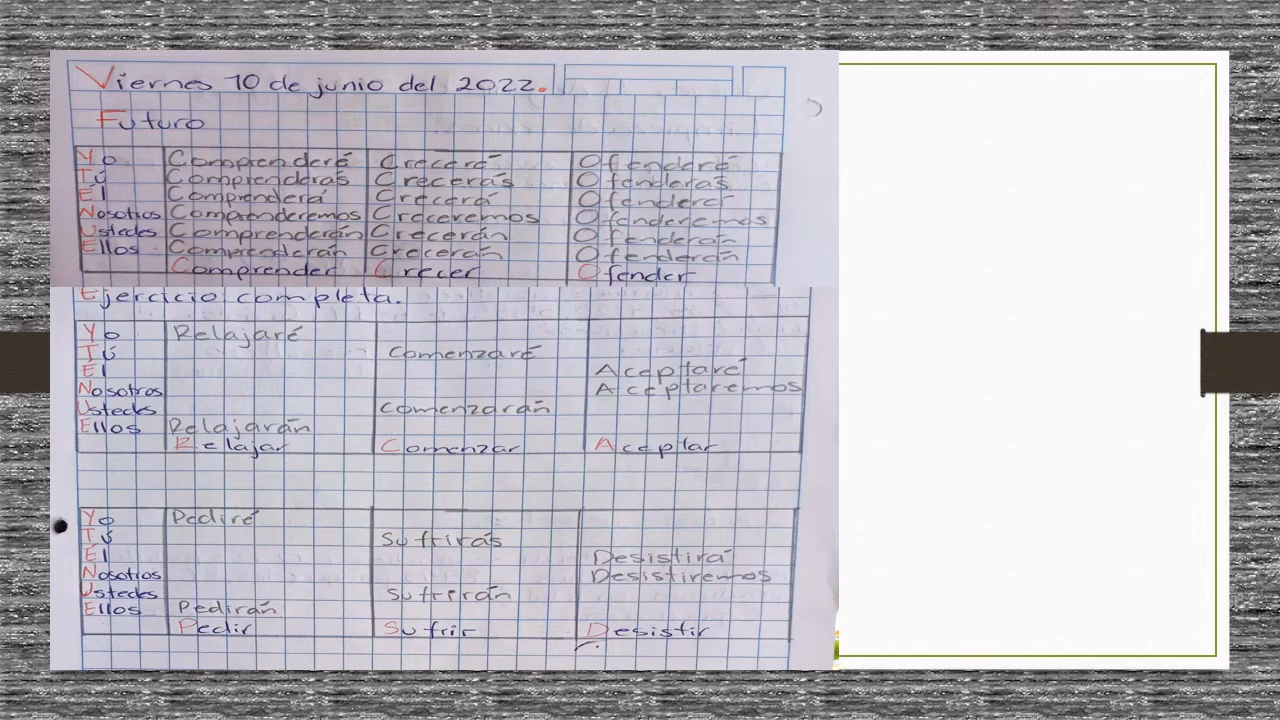 Viernes 10 de junio del 2022.
Futuro
Yo Comprenderé Creceré Ofenderé
Tú Comprenderás Crecerás Ofenderás
Él Comprenderá Crecerá Ofenderá
Nosotros Comprenderemos Creceremos Ofenderemos
Ustedes Comprenderán Crecerán Ofenderán
Ellos Comprenderán Crecerán Ofenderán
Comprender Crecer Ofender
Ejercicio completa.
Yo Relajaré
Tú Comenzaré
El Aceptaré
Nosotros Aceptaremos
Ustedes comenzarán
Ellos Relajarán
Relajar Comenzar Aceptar
Yo Pediré
Tú Sufrirás
El Desistirá
Nosotros Desistiremos
Ustedes Sufrirán
Ellos Pedirán
Pedir Sufrir Desistir